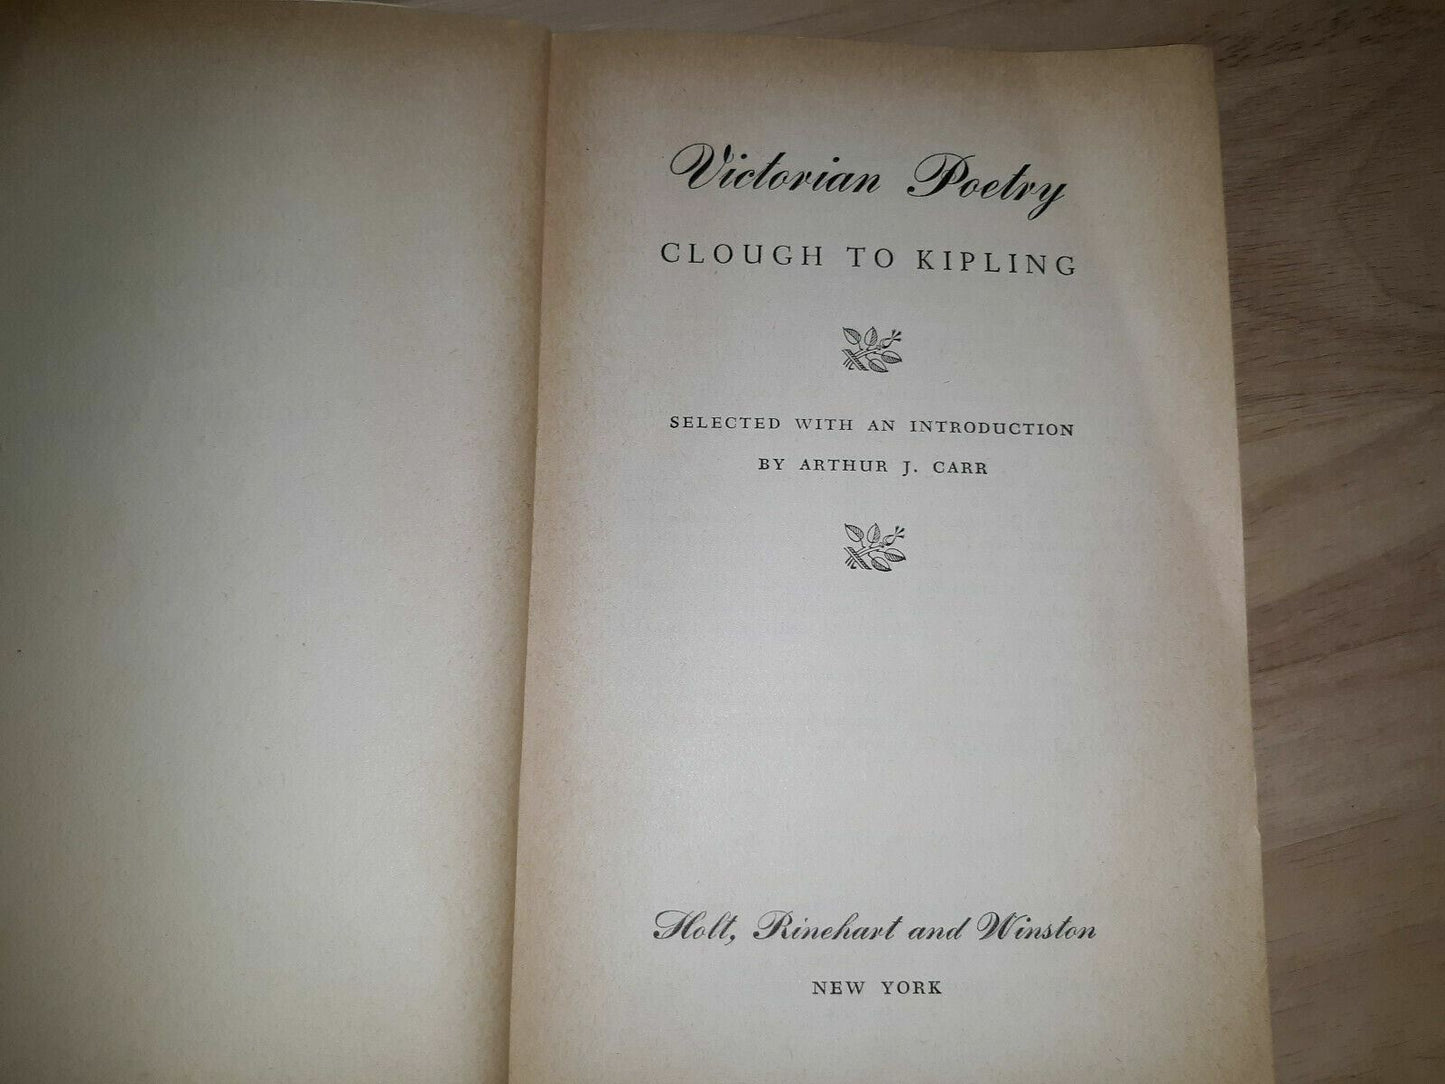 Victorian Poetry
CLOUGH TO KIPLING
SELECTED WITH AN INTRODUCTION
BY ARTHUR J. CARR
Holt, Rinehart and Winston
NEW YORK